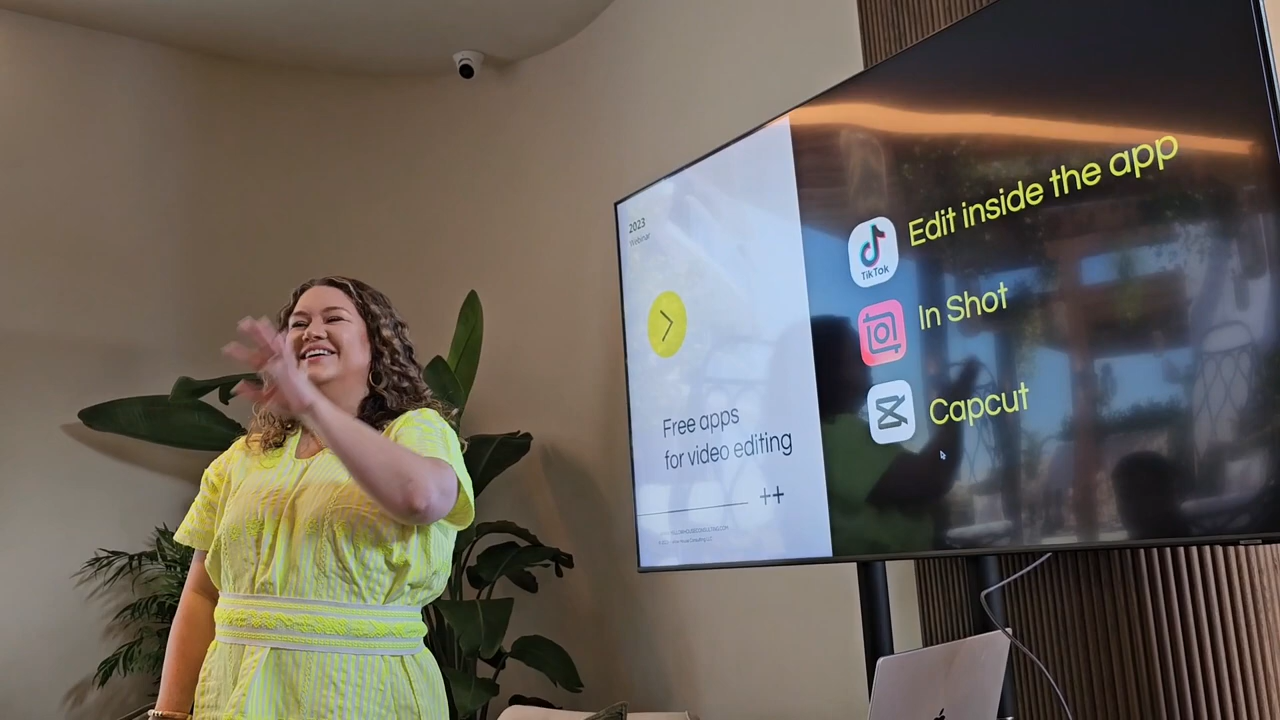 2023
Webinar
Free apps
for video editing
++
TikTok
Edit inside the app
In Shot
Capcut